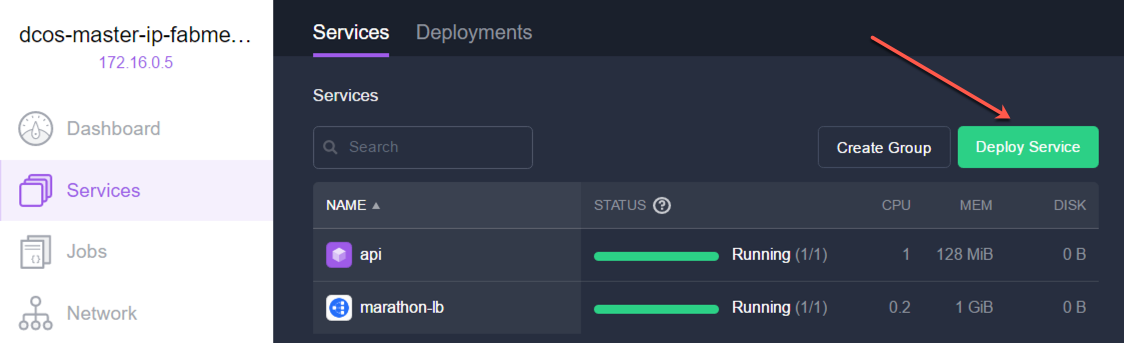 dcos-master-ip-fabme…
172.16.0.5
Dashboard
Services
Jobs
Network
Services Deployments
Services
Search
Create Group
Deploy Service
NAME STATUS CPU MEM DISK
api Running (1/1) 1 128 MiB 0 B
marathon-lb Running (1/1) 0.2 1 GiB 0 B